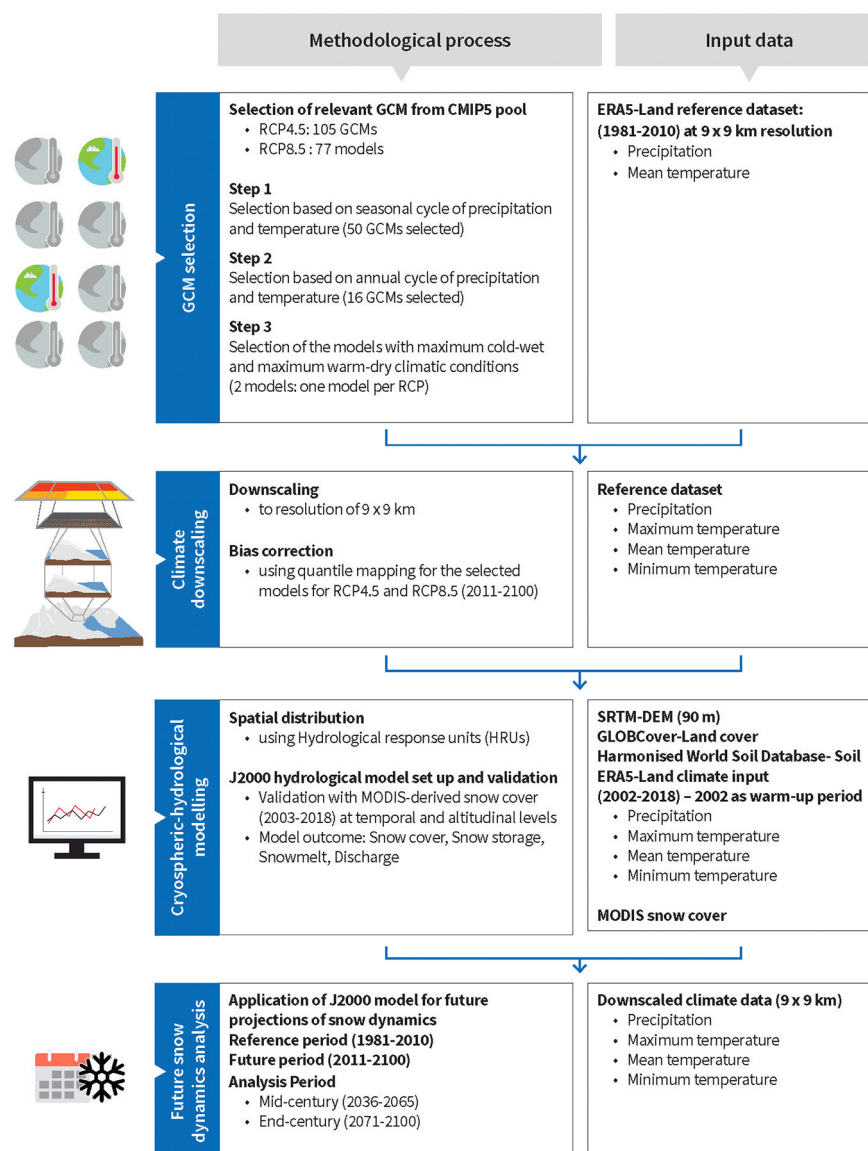 Methodological process
Input data
GCM selection
Selection of relevant GCM from CMIP5 pool
• RCP4.5: 105 GCMs
• RCP8.5 : 77 models
Step 1
Selection based on seasonal cycle of precipitation
and temperature (50 GCMs selected)
Step 2
Selection based on annual cycle of precipitation
and temperature (16 GCMs selected)
Step 3
Selection of the models with maximum cold-wet
and maximum warm-dry climatic conditions
(2 models: one model per RCP)
ERA5-Land reference dataset:
(1981-2010) at 9 x 9 km resolution
• Precipitation
• Mean temperature
Climate
downscaling
Downscaling
• to resolution of 9 x 9 km
Bias correction
• using quantile mapping for the selected
models for RCP4.5 and RCP8.5 (2011-2100)
Reference dataset
• Precipitation
• Maximum temperature
• Mean temperature
• Minimum temperature
Cryospheric-hydrological
modelling
Spatial distribution
• using Hydrological response units (HRUs)
J2000 hydrological model set up and validation
• Validation with MODIS-derived snow cover
(2003-2018) at temporal and altitudinal levels
• Model outcome: Snow cover, Snow storage,
Snowmelt, Discharge
SRTM-DEM (90 m)
GLOBCover-Land cover
Harmonised World Soil Database- Soil
ERA5-Land climate input
(2002-2018) – 2002 as warm-up period
• Precipitation
• Maximum temperature
• Mean temperature
• Minimum temperature
MODIS snow cover
Future snow
dynamics analysis
Application of J2000 model for future
projections of snow dynamics
Reference period (1981-2010)
Future period (2011-2100)
Analysis Period
• Mid-century (2036-2065)
• End-century (2071-2100)
Downscaled climate data (9 x 9 km)
• Precipitation
• Maximum temperature
• Mean temperature
• Minimum temperature